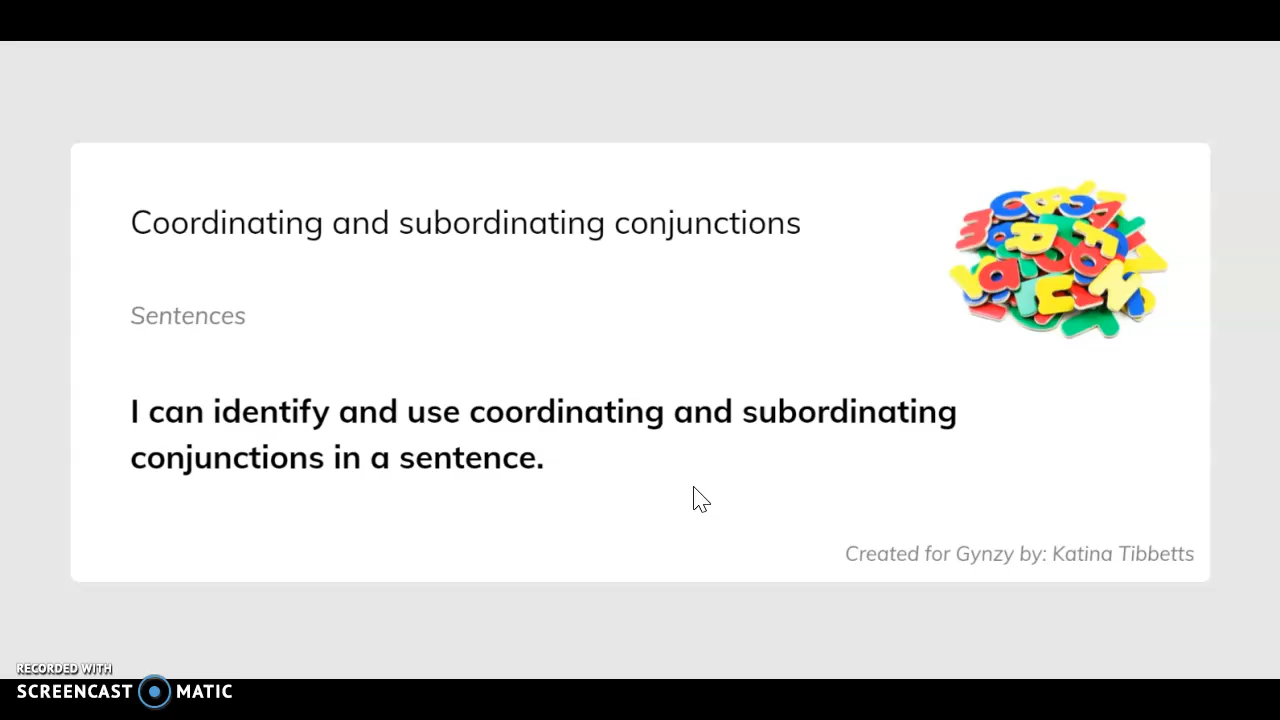 Coordinating and subordinating conjunctions
Sentences
I can identify and use coordinating and subordinating
conjunctions in a sentence.
Created for Gynzy by: Katina Tibbetts
RECORDED WITH
SCREENCAST MATIC